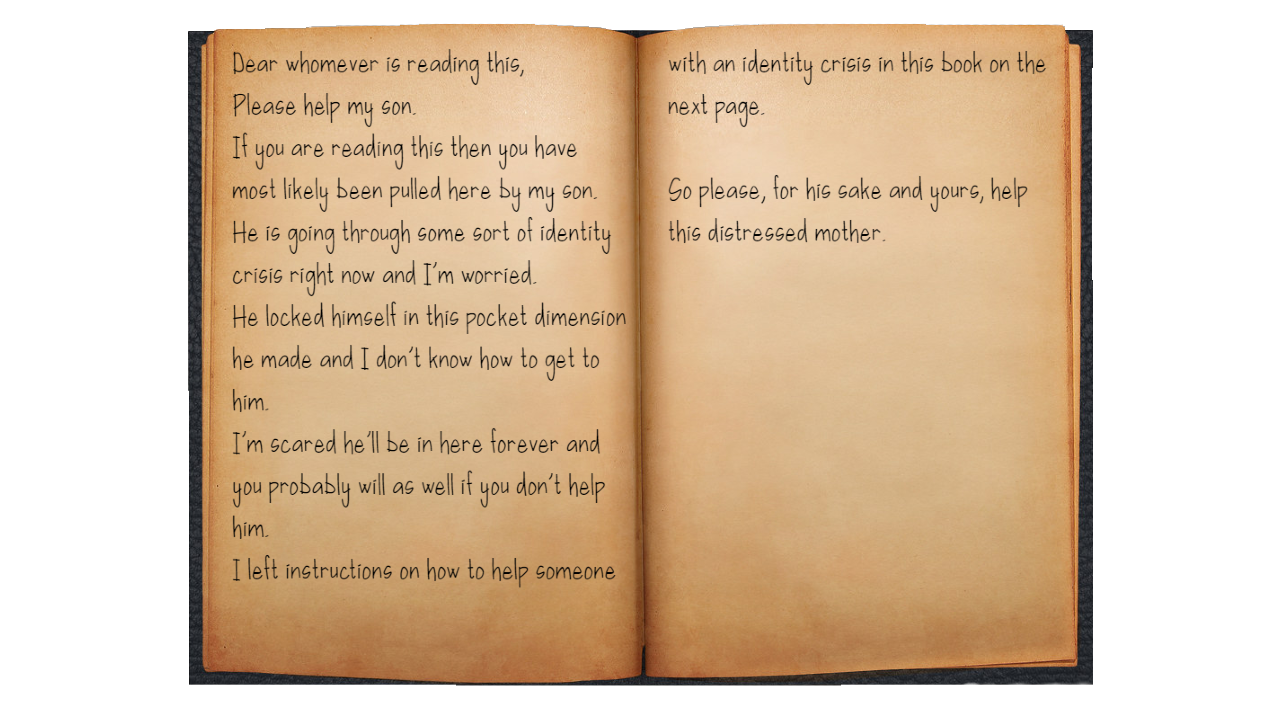 Dear whomever is reading this,
Please help my son.
If you are reading this then you have
most likely been pulled here by my son.
He is going through some sort of identity
crisis right now and I'm worried.
He locked himself in this pocket dimension
he made and I don't know how to get to
him.
I'm scared he'll be in here forever and
you probably will as well if you don't help
him.
I left instructions on how to help someone
with an identity crisis in this book on the
next page.
So please, for his sake and yours, help
this distressed mother.